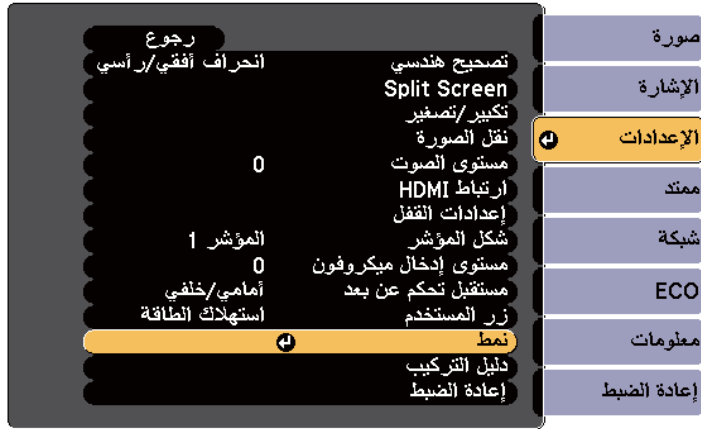 صورة
الإشارة
الإعدادات
ممتد
شبكة
ECO
معلومات
إعادة الضبط
رجوع
تصحيح هندسي انحراف أفقي/رأسي
Split Screen
تكبير/تصغير
نقل الصورة
مستوى الصوت 0
ارتباط HDMI
إعدادات القفل
شكل المؤشر المؤشر 1
مستوى إدخال ميكروفون 0
مستقبل تحكم عن بعد أمامي/خلفي
زر المستخدم استهلاك الطاقة
نمط
دليل التركيب
إعادة الضبط